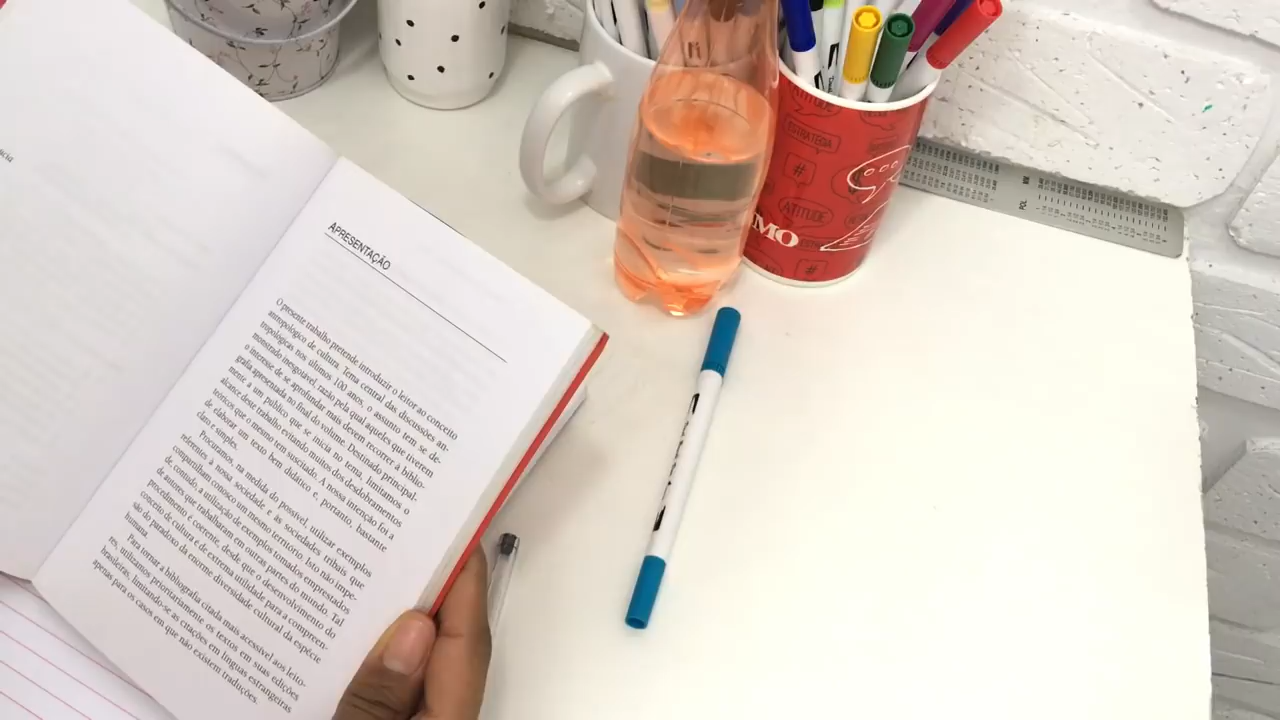 APRESENTAÇÃO
O presente trabalho pretende introduzir o leitor ao conceito
antropológico de cultura. Tema central das discussões an-
tropológicas nos últimos 100 anos, o assunto tem se de-
monstrado inesgotável, razão pela qual aqueles que tiverem
o interesse de se aprofundar mais devem recorrer à biblio-
grafia apresentada no final do volume. Destinado principal-
mente a um público que se inicia no tema, limitamos o
alcance deste trabalho evitando muitos dos desdobramentos
teóricos que o mesmo tem suscitado. A nossa intenção foi a
de elaborar um texto bem didático e, portanto, bastante
claro e simples.
Procuramos, na medida do possível, utilizar exemplos
referentes à nossa sociedade e às sociedades tribais que
compartilham conosco um mesmo território. Isto não impe-
de, contudo, a utilização de exemplos tomados emprestados
de autores que trabalharam em outras partes do mundo. Tal
procedimento é coerente, desde que o desenvolvimento do
conceito de cultura é de extrema utilidade para a compreen-
são do paradoxo da enorme diversidade cultural da espécie
humana.
Para tornar a bibliografia citada mais acessível aos leito-
res, utilizamos prioritariamente os textos em suas edições
brasileiras, limitando-se as citações em línguas estrangeiras
apenas para os casos em que não existem traduções.
ATITUDE
ESTRATÉGIA
#
ATITUDE
MO
#